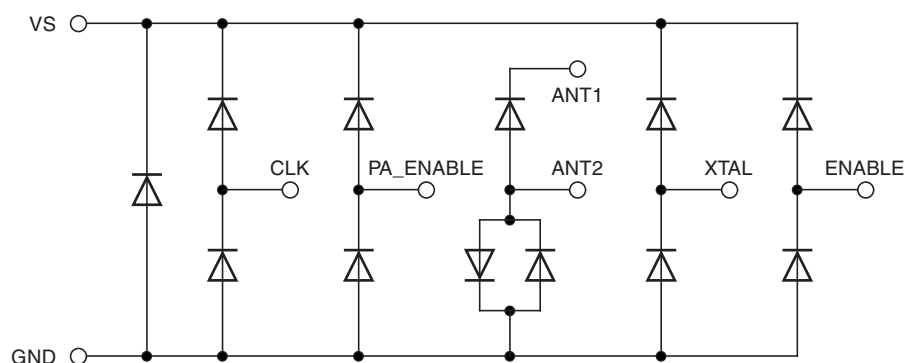 VS
ANT1
CLK
PA_ENABLE
ANT2
XTAL
ENABLE
GND